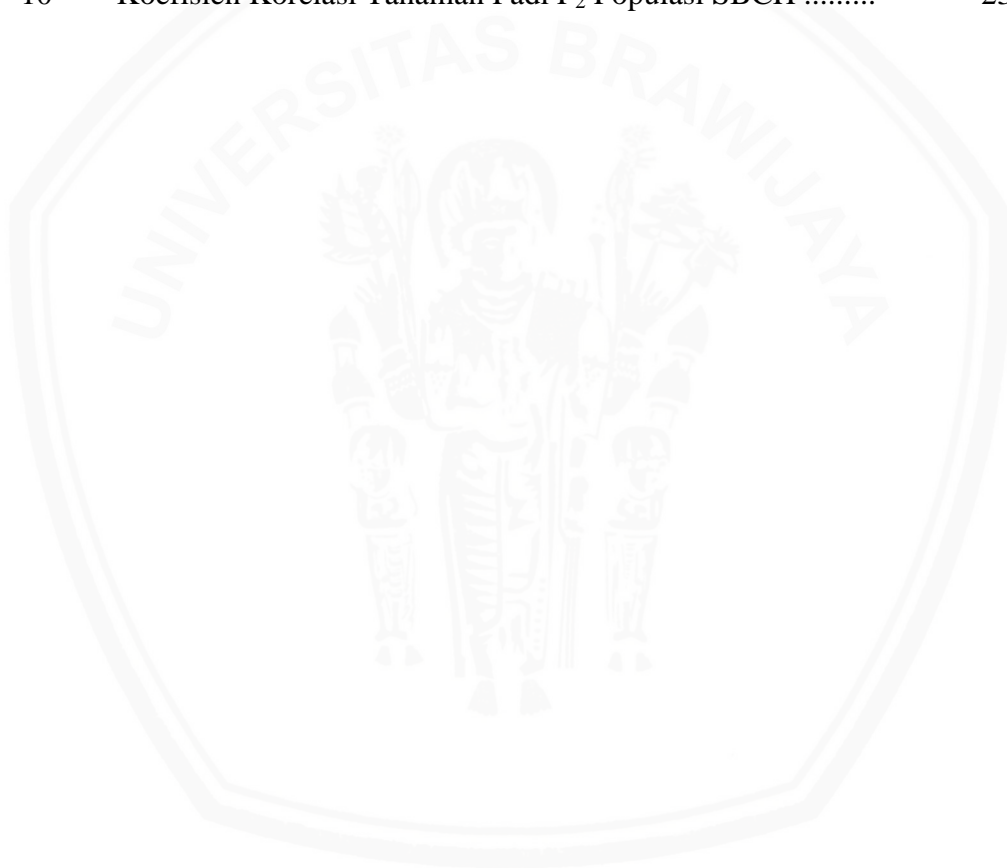 Koefisien Korelasi Tanaman Padi F₂ Populasi SBCH .........
UNIVERSITAS BRAWIJAYA